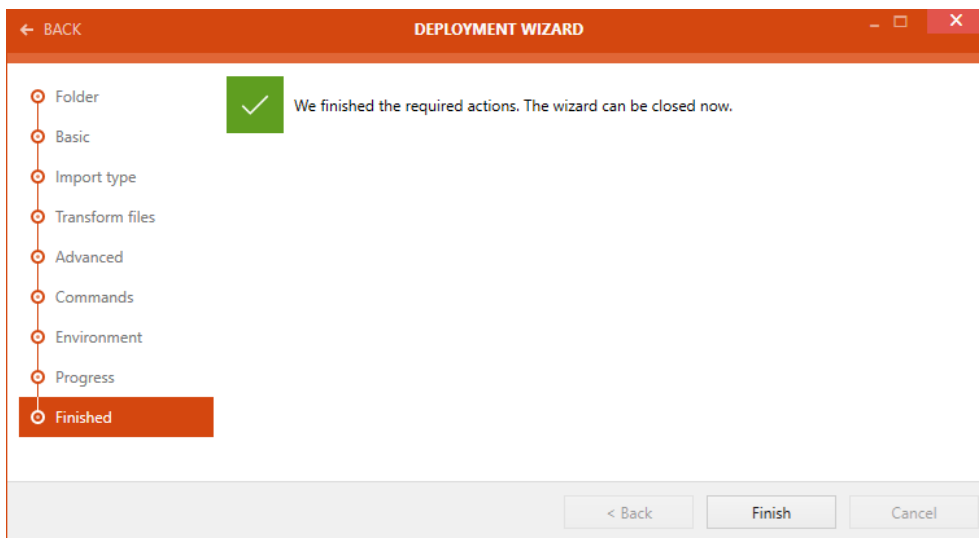 BACK
DEPLOYMENT WIZARD
Folder
We finished the required actions. The wizard can be closed now.
Basic
Import type
Transform files
Advanced
Commands
Environment
Progress
Finished
< Back
Finish
Cancel